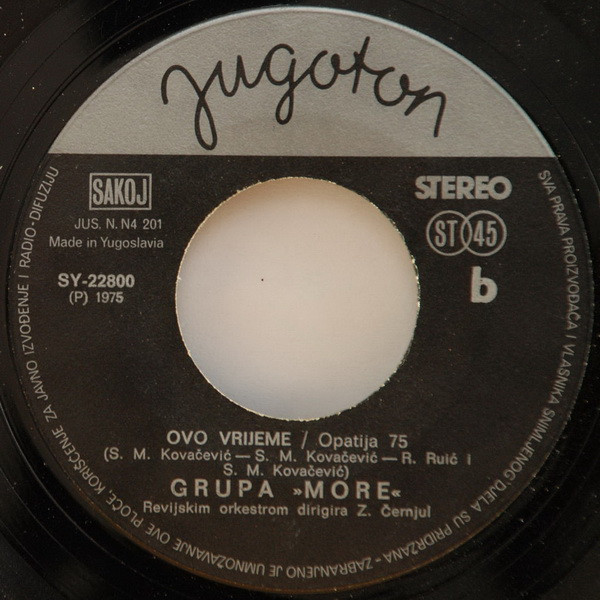 jugoton
SAKOJ
JUS. N. N4 201
Made in Yugoslavia
SY-22800
(P) 1975
STEREO
ST 45
b
OVO VRIJEME / Opatija 75
(S. M. Kovačević — S. M. Kovačević — R. Ruić i
S. M. Kovačević)
GRUPA »MORE«
Revijskim orkestrom dirigira Z. Černjul
SVA PRAVA PROIZVOĐAČA I VLASNIKA SNIMLJENOG DJELA SU PRIDRŽANA - ZABRANJENO JE UMNOŽAVANJE OVE PLOČE, KORIŠĆENJE ZA JAVNO IZVOĐENJE I RADIO-DIFUZIJU